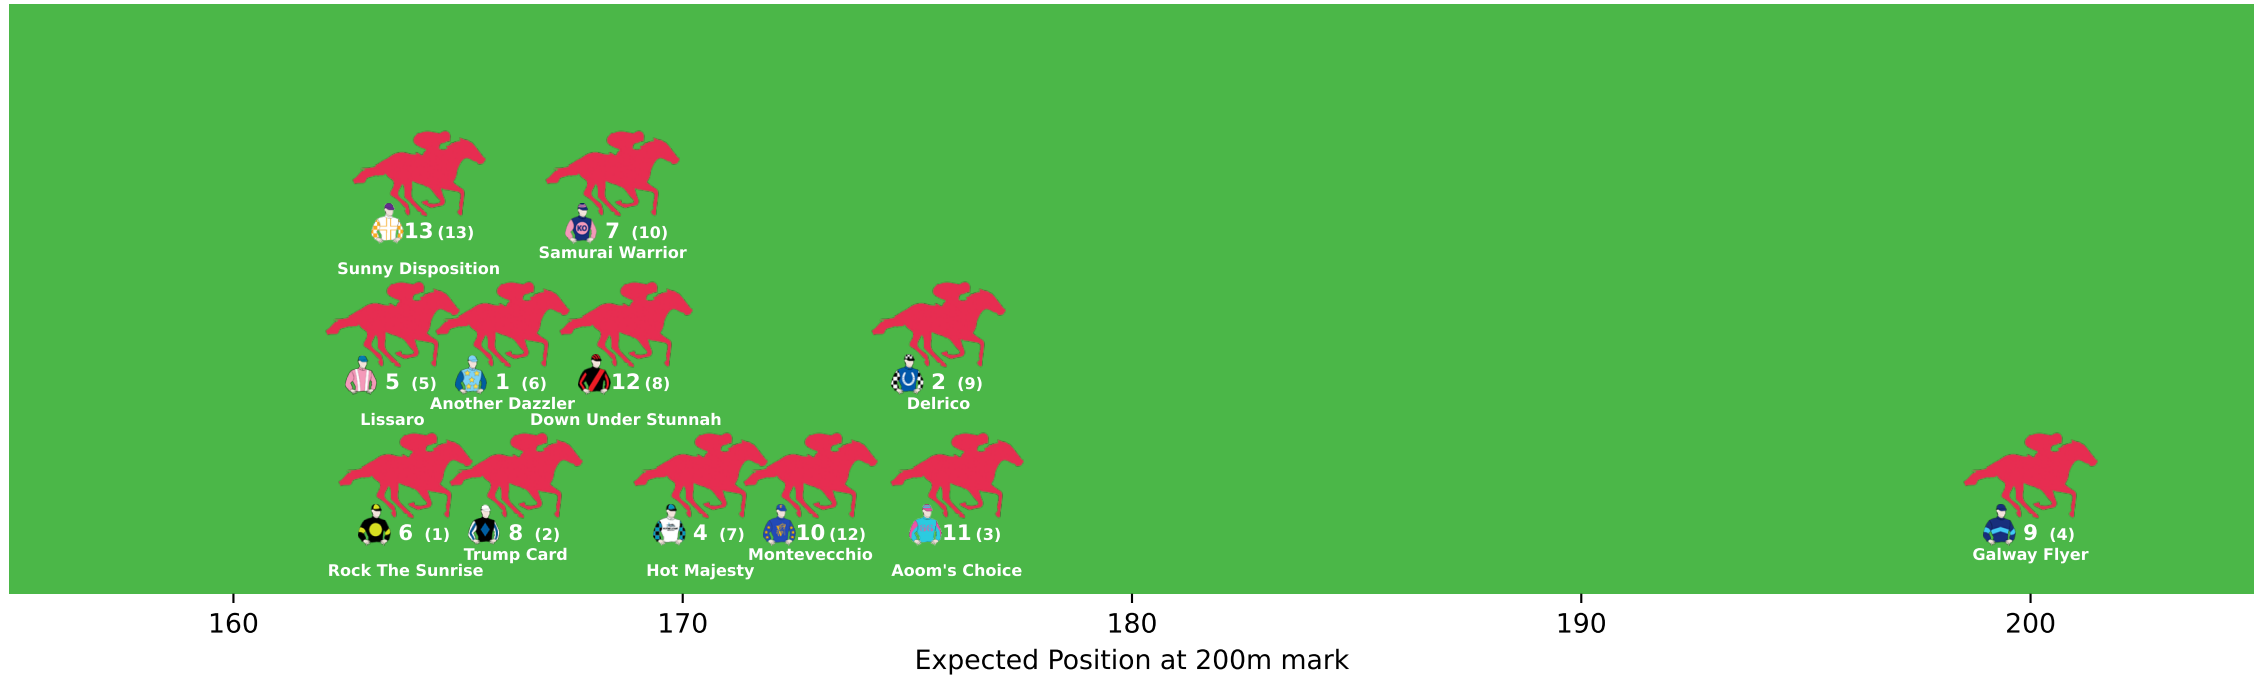 13 (13)
Sunny Disposition
7 (10)
KO
Samurai Warrior
5 (5)
Lissaro
1 (6)
Another Dazzler
12 (8)
Down Under Stunnah
2 (9)
Delrico
6 (1)
Rock The Sunrise
8 (2)
Trump Card
4 (7)
Hot Majesty
10 (12)
Montevecchio
11 (3)
Aoom's Choice
9 (4)
Galway Flyer
160 170 180 190 200
Expected Position at 200m mark